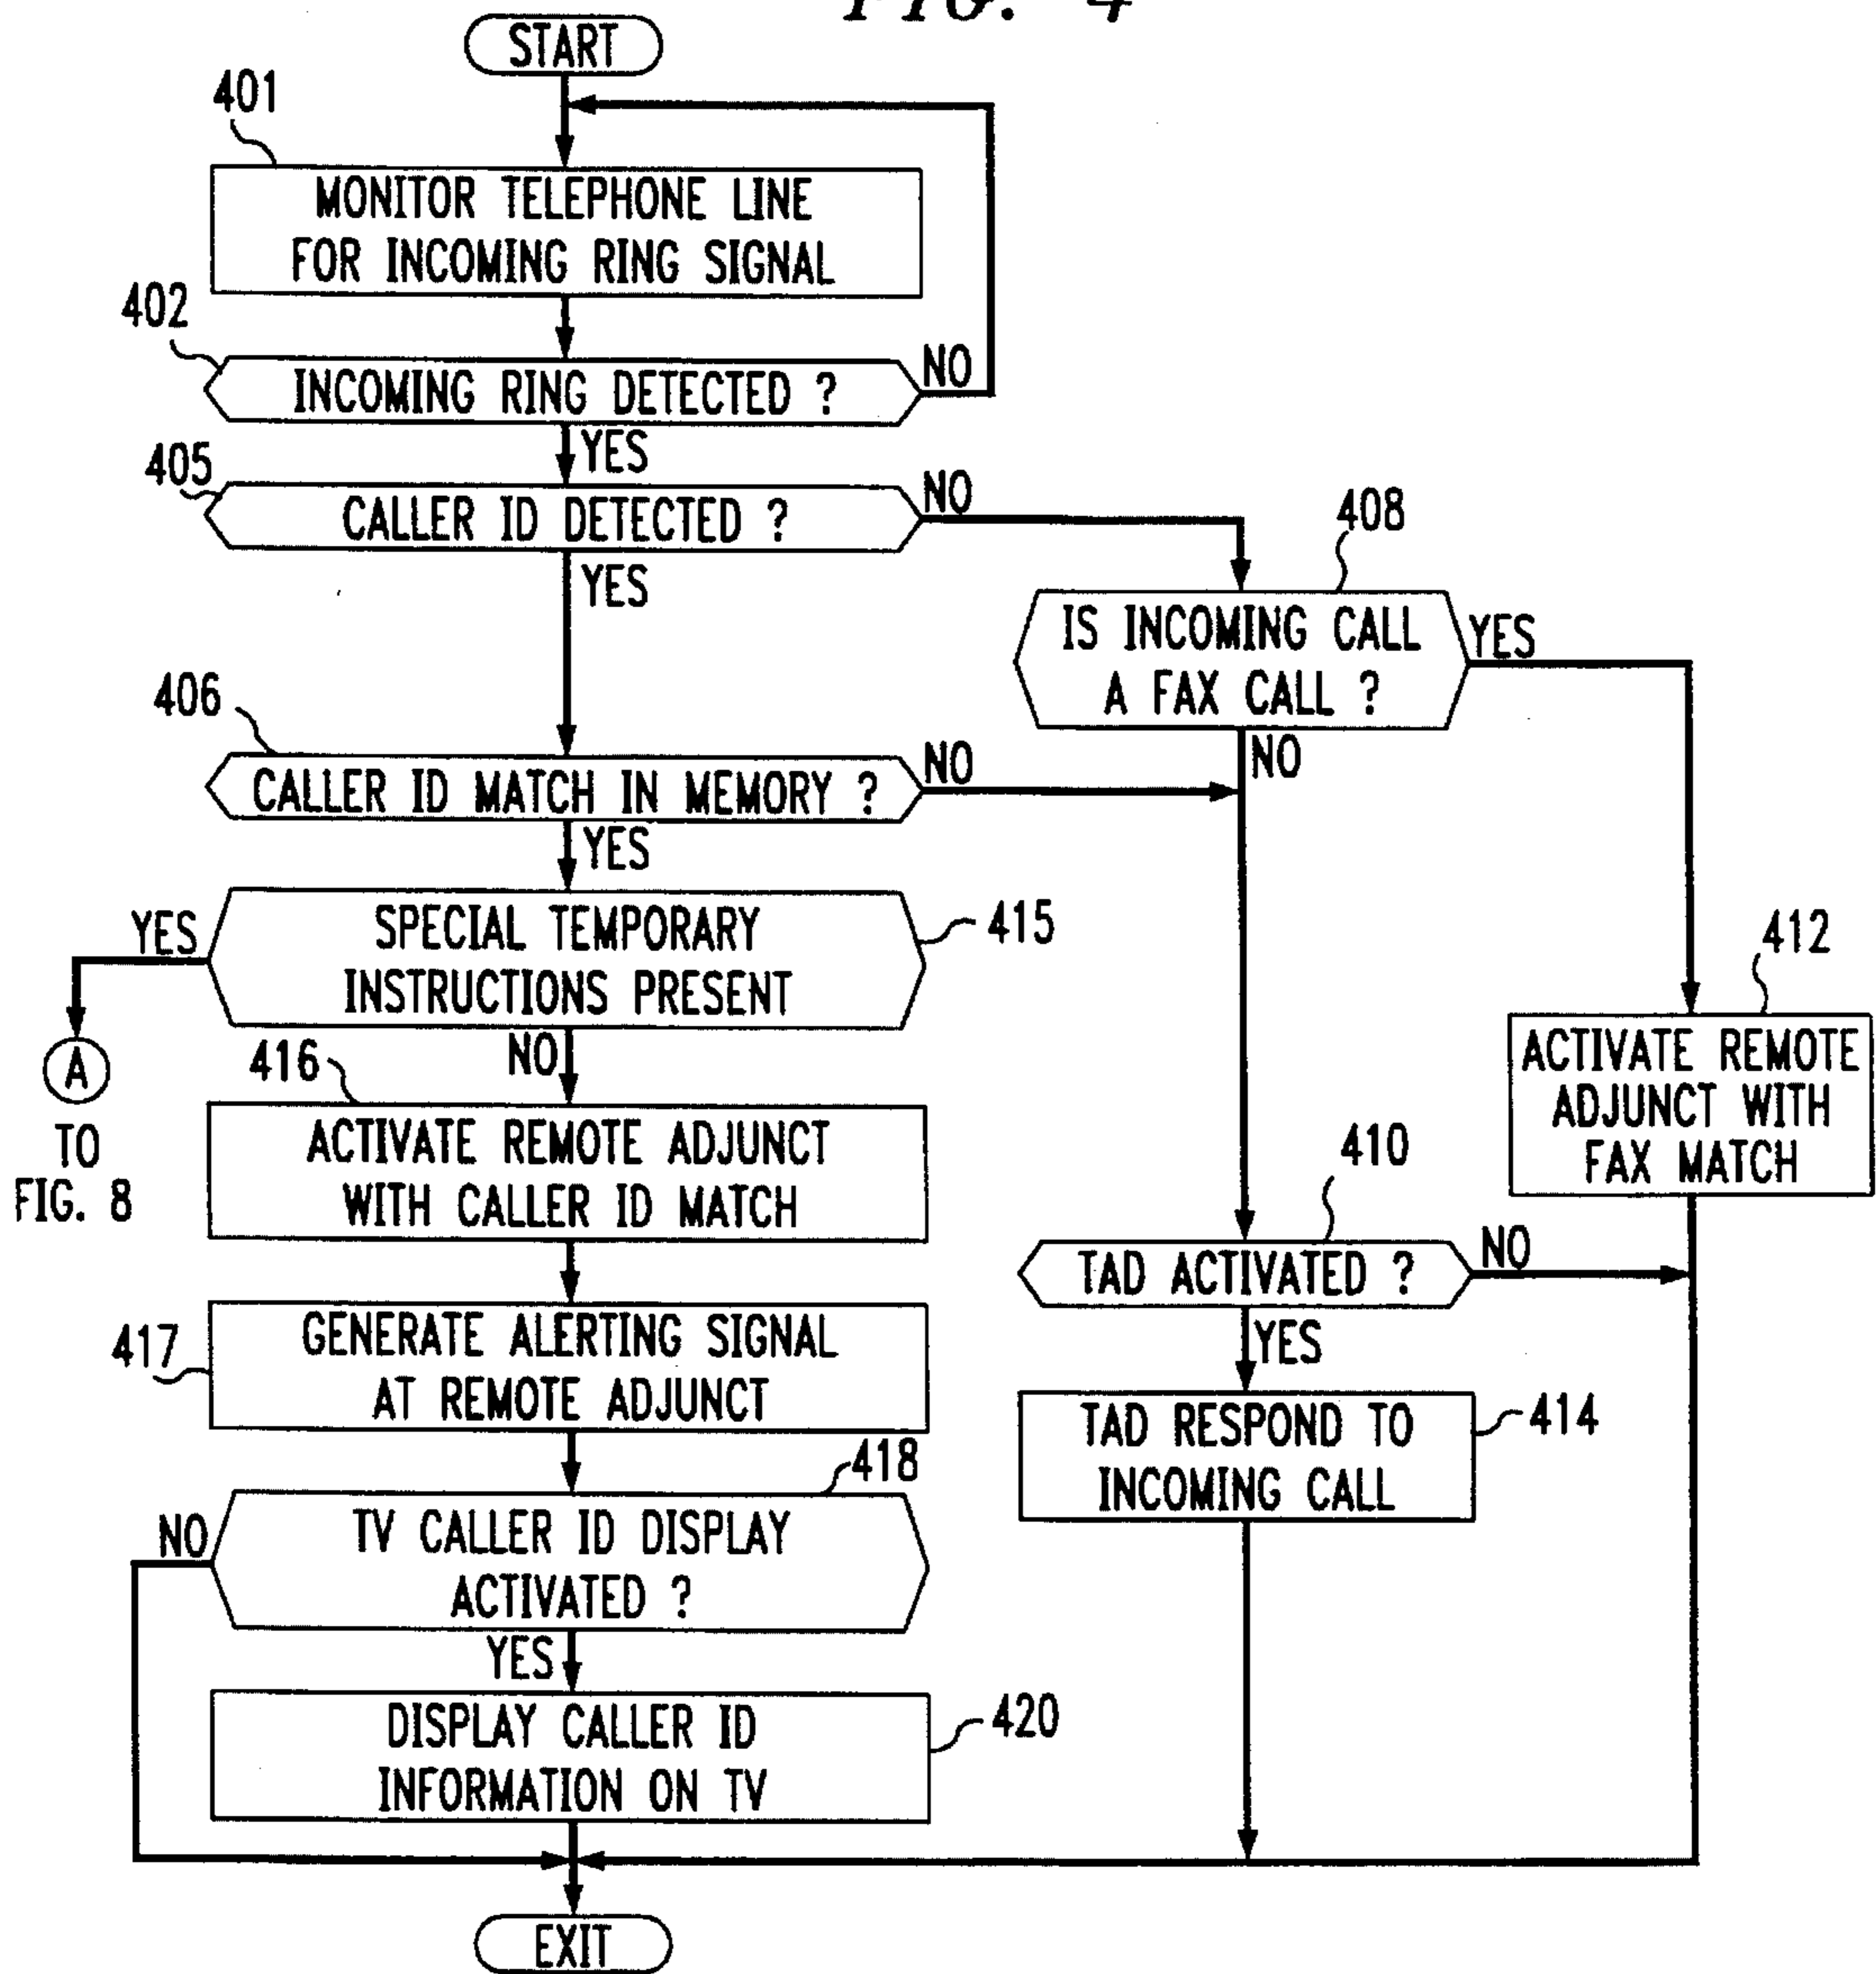 FIG. 4
START
401
MONITOR TELEPHONE LINE
FOR INCOMING RING SIGNAL
402
INCOMING RING DETECTED ?
NO
YES
405
CALLER ID DETECTED ?
NO
YES
408
IS INCOMING CALL
A FAX CALL ?
YES
NO
406
CALLER ID MATCH IN MEMORY ?
NO
YES
SPECIAL TEMPORARY
INSTRUCTIONS PRESENT
415
YES
A
TO
FIG. 8
NO
412
ACTIVATE REMOTE
ADJUNCT WITH
FAX MATCH
416
ACTIVATE REMOTE ADJUNCT
WITH CALLER ID MATCH
410
TAD ACTIVATED ?
NO
YES
417
GENERATE ALERTING SIGNAL
AT REMOTE ADJUNCT
TAD RESPOND TO
INCOMING CALL
414
418
TV CALLER ID DISPLAY
ACTIVATED ?
NO
YES
DISPLAY CALLER ID
INFORMATION ON TV
420
EXIT